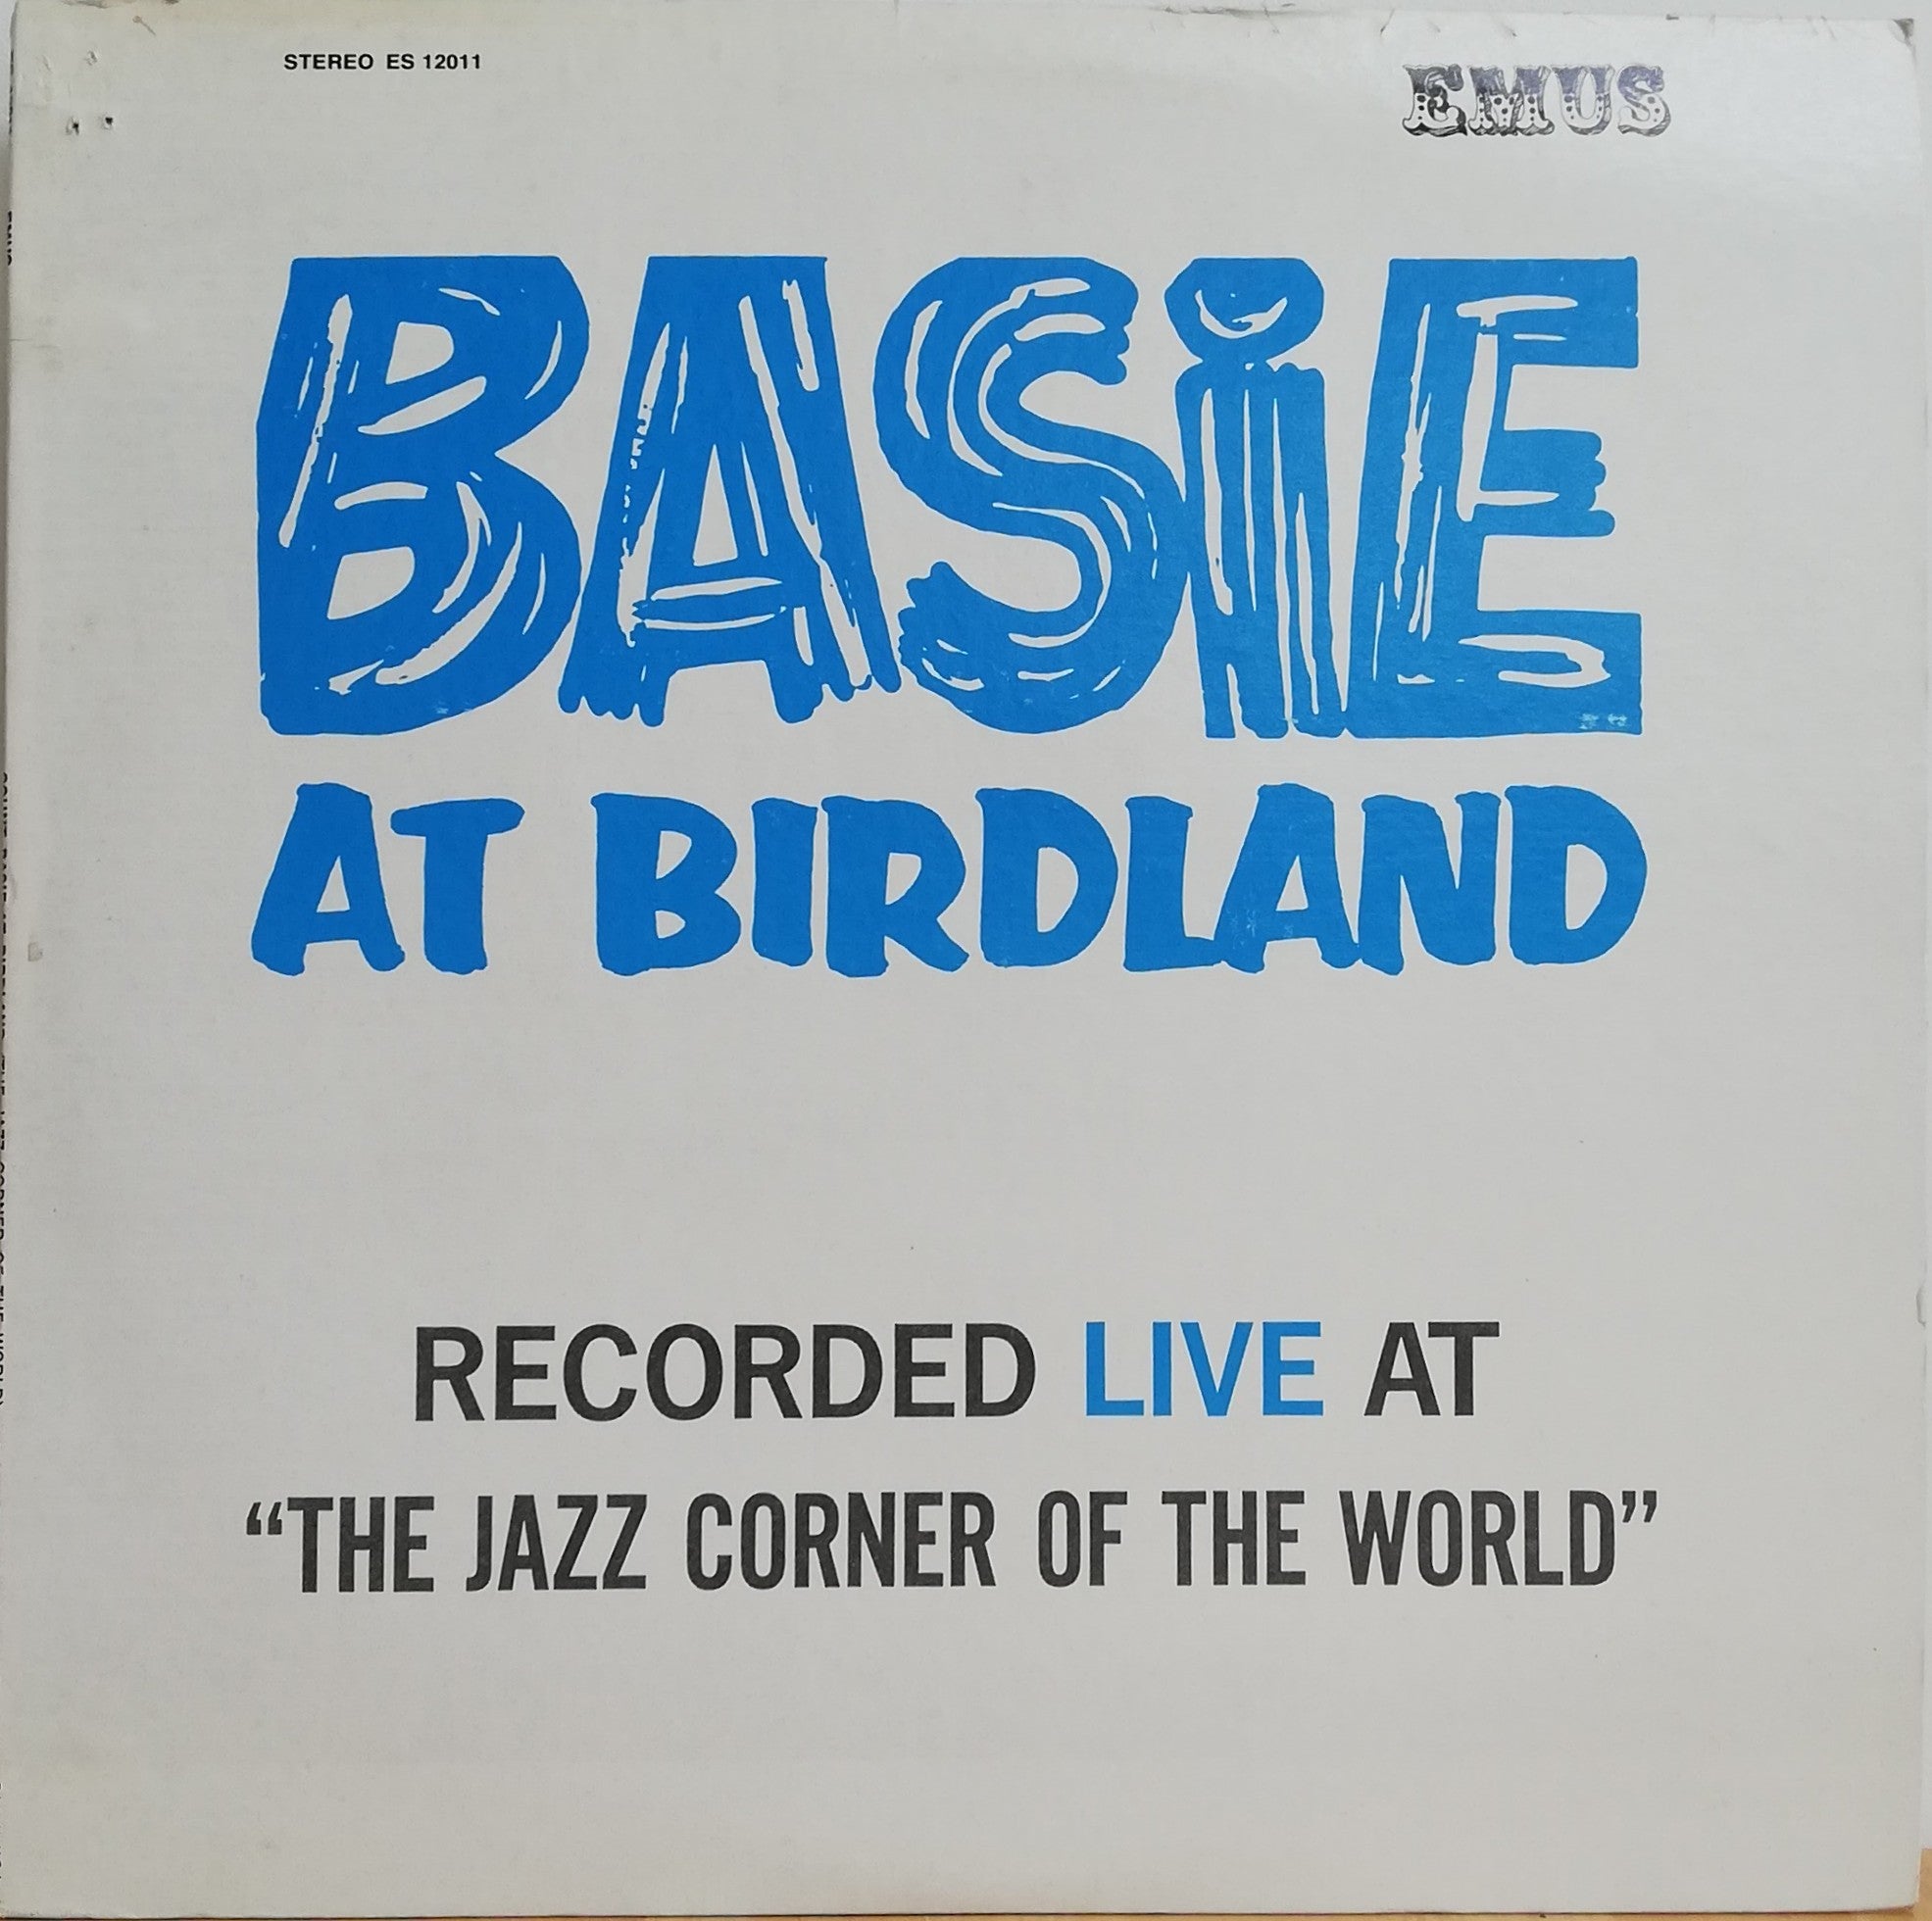 STEREO ES 12011
EMUS
BASiE
AT BIRDLAND
RECORDED LIVE AT
“THE JAZZ CORNER OF THE WORLD”